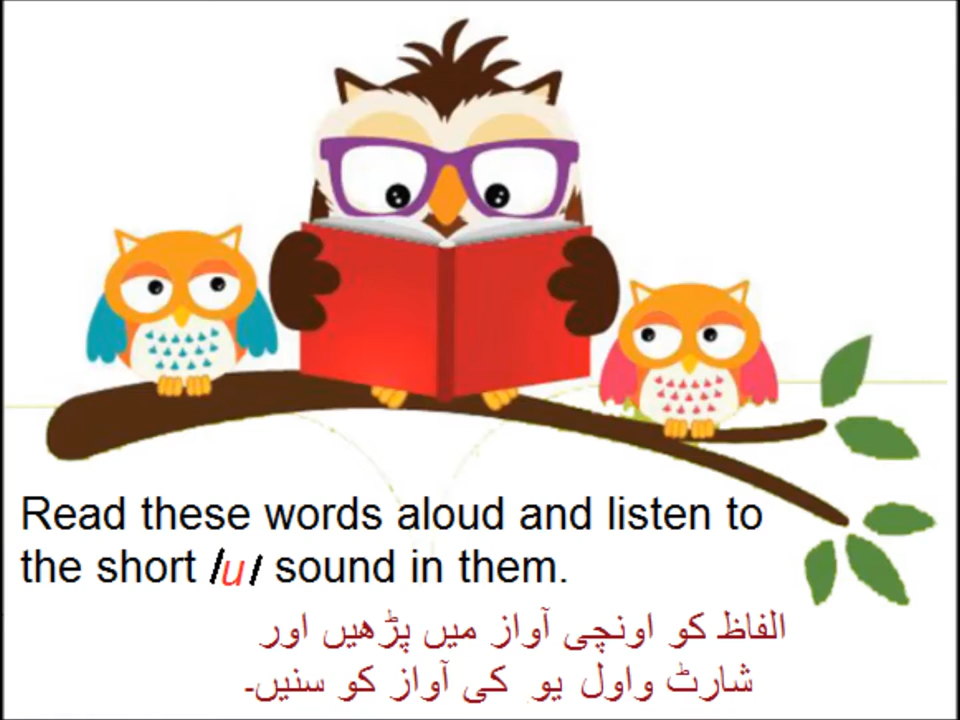 Read these words aloud and listen to
the short /u/ sound in them.
الفاظ کو اونچی آواز میں پڑھیں اور
شارٹ واول یو کی آواز کو سنیں۔